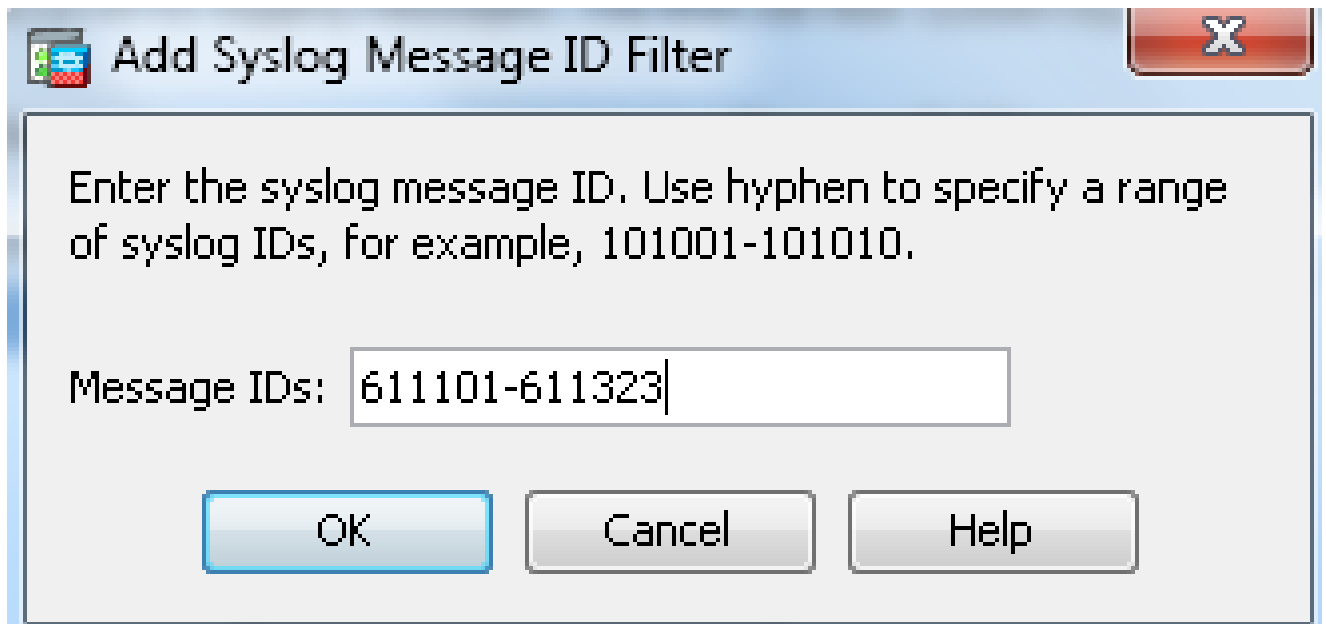 Add Syslog Message ID Filter
Enter the syslog message ID. Use hyphen to specify a range
of syslog IDs, for example, 101001-101010.
Message IDs: 611101-611323
OK Cancel Help